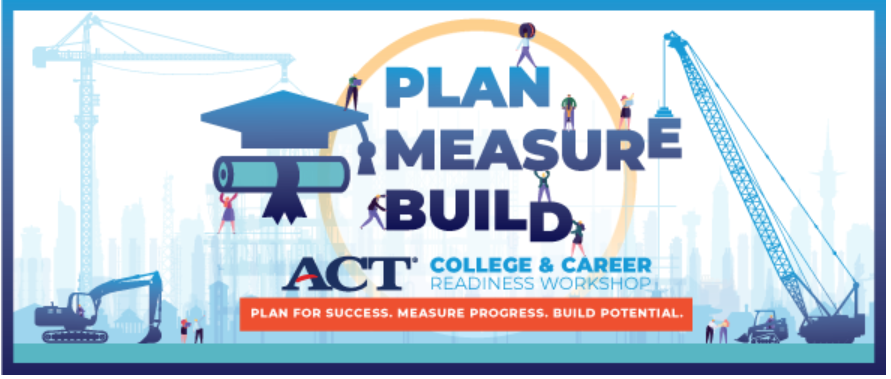 PLAN
MEASURE
BUILD
ACT® COLLEGE & CAREER
READINESS WORKSHOP
PLAN FOR SUCCESS. MEASURE PROGRESS. BUILD POTENTIAL.